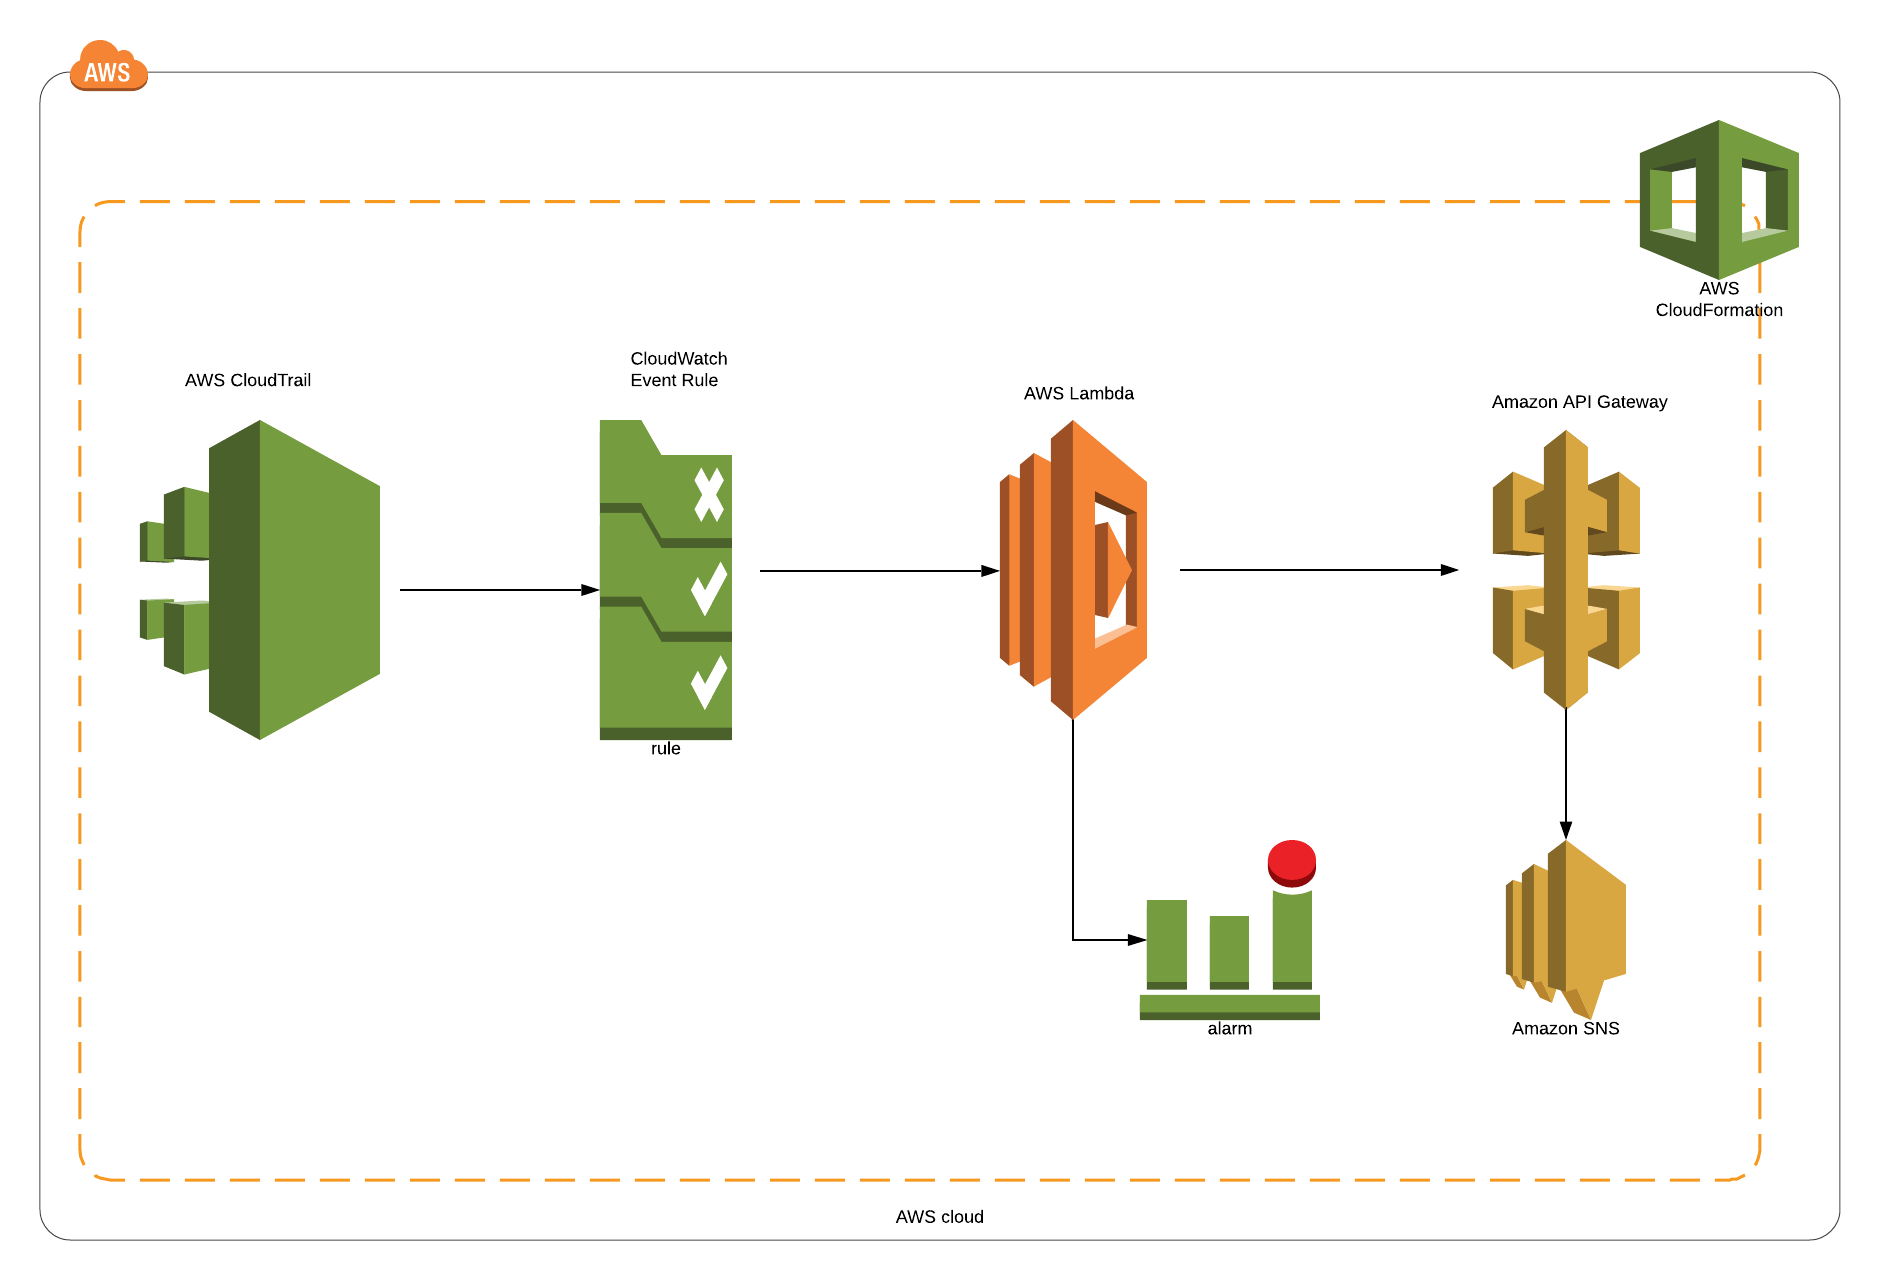 AWS
AWS
CloudFormation
AWS CloudTrail
CloudWatch
Event Rule
AWS Lambda
Amazon API Gateway
rule
alarm
Amazon SNS
AWS cloud